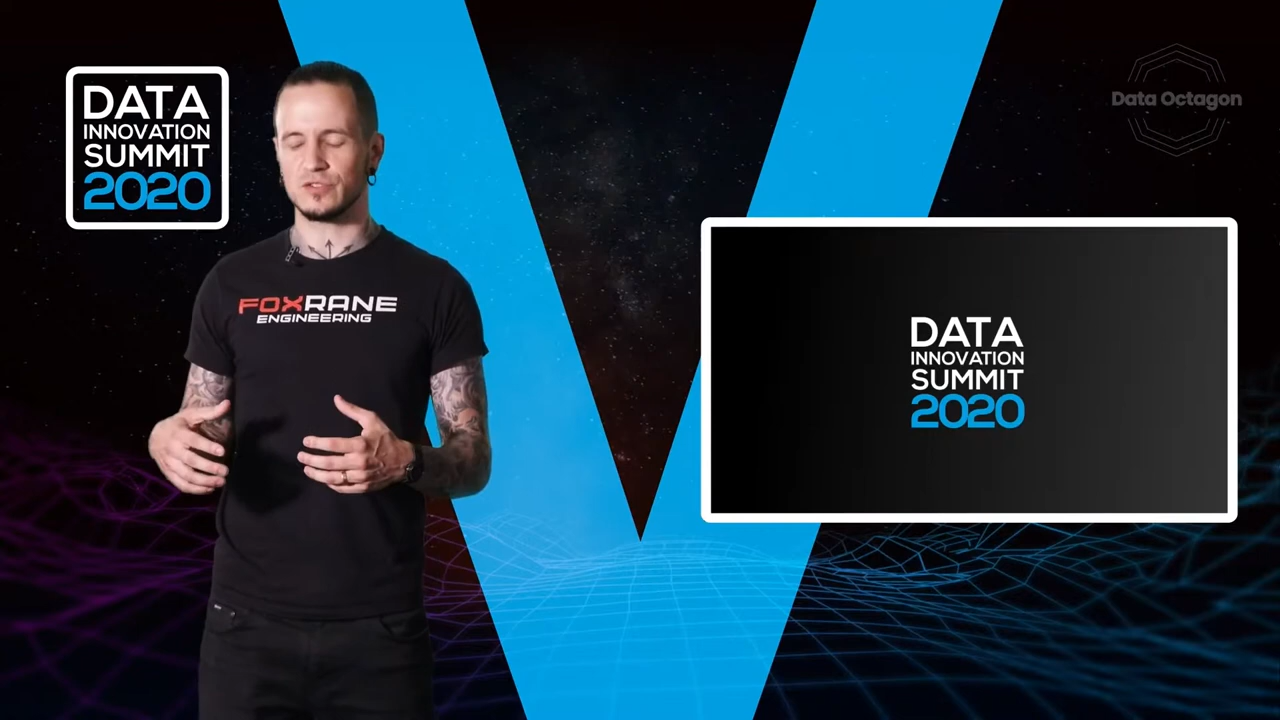 DATA
INNOVATION
SUMMIT
2020
Data Octagon
FOXRANE
ENGINEERING
DATA
INNOVATION
SUMMIT
2020